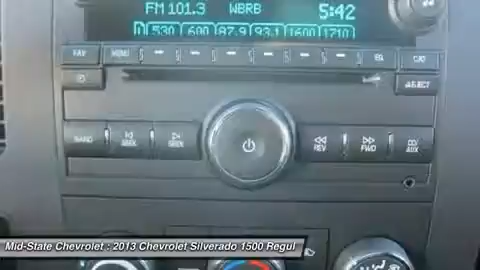 FM 101.3 WBRB 5:42
530 600 87.9 93.1 1600 1710
FAV MENU EQ
EJECT
BAND SEEK SEEK REV FWD CD/AUX
Mid-State Chevrolet : 2013 Chevrolet Silverado 1500 Regul